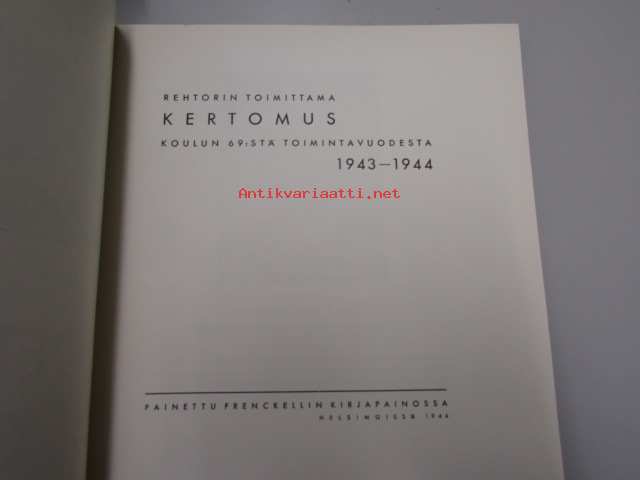 REHTORIN TOIMITTAMA
KERTOMUS
KOULUN 69:STÄ TOIMINTAVUODESTA
1943—1944
Antikvariaatti.net
PAINETTU FRENCKELLIN KIRJAPAINOSSA
HELSINGISSÄ 1944